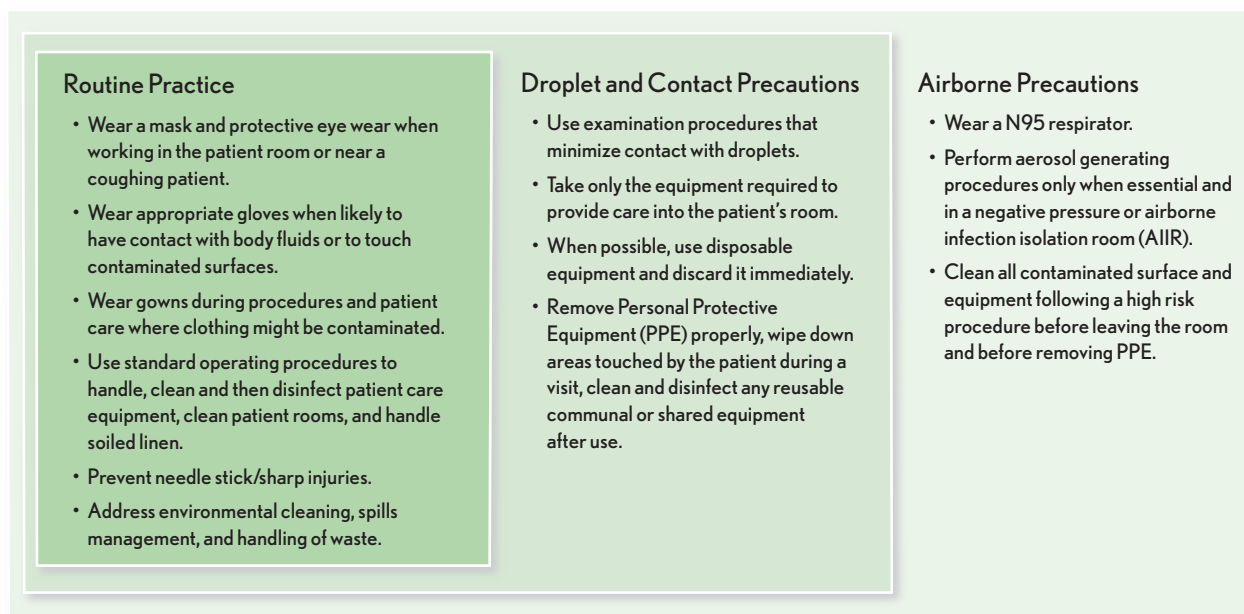 Routine Practice
• Wear a mask and protective eye wear when
working in the patient room or near a
coughing patient.
• Wear appropriate gloves when likely to
have contact with body fluids or to touch
contaminated surfaces.
• Wear gowns during procedures and patient
care where clothing might be contaminated.
• Use standard operating procedures to
handle, clean and then disinfect patient care
equipment, clean patient rooms, and handle
soiled linen.
• Prevent needle stick/sharp injuries.
• Address environmental cleaning, spills
management, and handling of waste.
Droplet and Contact Precautions
• Use examination procedures that
minimize contact with droplets.
• Take only the equipment required to
provide care into the patient's room.
• When possible, use disposable
equipment and discard it immediately.
• Remove Personal Protective
Equipment (PPE) properly, wipe down
areas touched by the patient during a
visit, clean and disinfect any reusable
communal or shared equipment
after use.
Airborne Precautions
• Wear a N95 respirator.
• Perform aerosol generating
procedures only when essential and
in a negative pressure or airborne
infection isolation room (AIIR).
• Clean all contaminated surface and
equipment following a high risk
procedure before leaving the room
and before removing PPE.